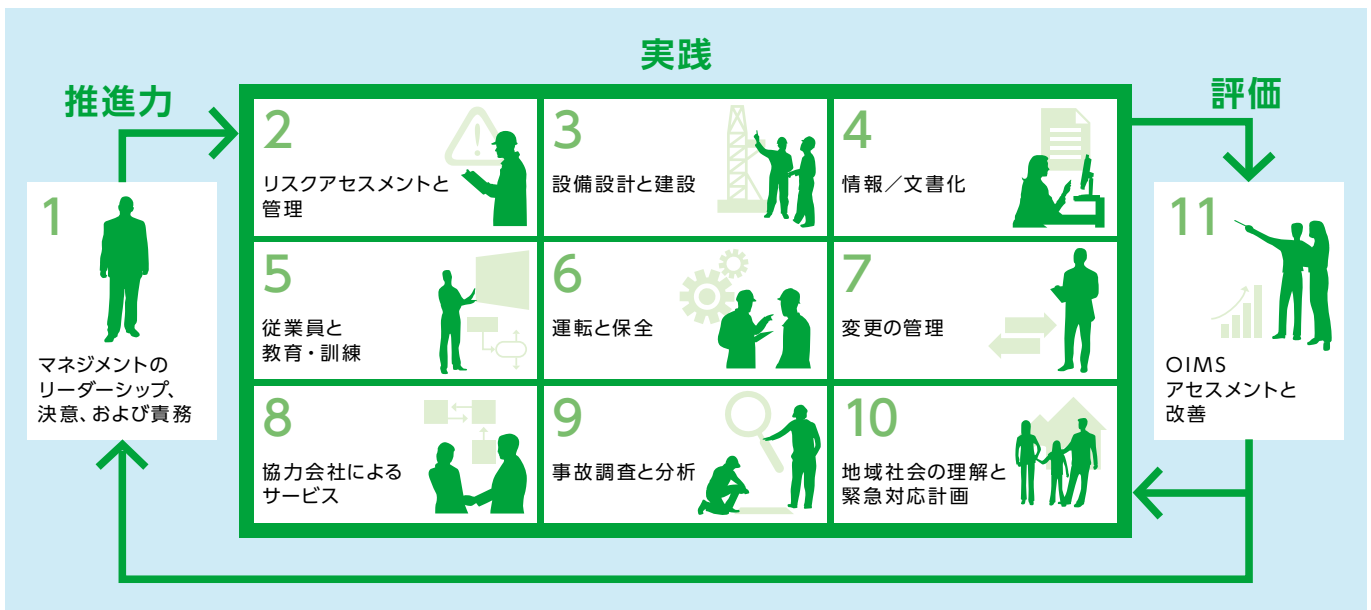 推進力
実践
評価
1
マネジメントの
リーダーシップ、
決意、および責務
2
リスクアセスメントと
管理
3
設備設計と建設
4
情報／文書化
5
従業員と
教育・訓練
6
運転と保全
7
変更の管理
8
協力会社による
サービス
9
事故調査と分析
10
地域社会の理解と
緊急対応計画
11
OIMS
アセスメントと
改善